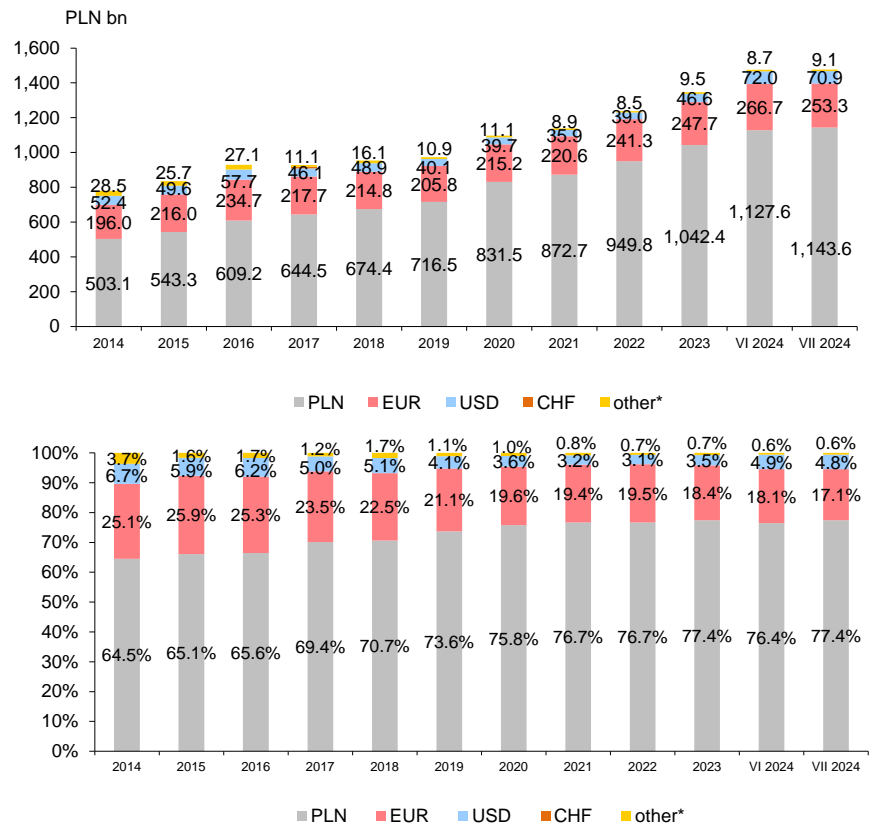 PLN bn
1,600
1,400
1,200
1,000
800
600
400
200
0
28.5 25.7 27.1 11.1 16.1 10.9 11.1 8.9 8.5 9.5 8.7 9.1
52.4 49.6 57.7 46.1 48.9 40.1 39.7 35.9 39.0 46.6 72.0 70.9
196.0 216.0 234.7 217.7 214.8 205.8 215.2 220.6 241.3 247.7 266.7 253.3
503.1 543.3 609.2 644.5 674.4 716.5 831.5 872.7 949.8 1,042.4 1,127.6 1,143.6
2014 2015 2016 2017 2018 2019 2020 2021 2022 2023 VI 2024 VII 2024
PLN EUR USD CHF other*
100%
90%
80%
70%
60%
50%
40%
30%
20%
10%
0%
3.7% 1.6% 1.7% 1.2% 1.7% 1.1% 1.0% 0.8% 0.7% 0.7% 0.6% 0.6%
6.7% 5.9% 6.2% 5.0% 5.1% 4.1% 3.6% 3.2% 3.1% 3.5% 4.9% 4.8%
25.1% 25.9% 25.3% 23.5% 22.5% 21.1% 19.6% 19.4% 19.5% 18.4% 18.1% 17.1%
64.5% 65.1% 65.6% 69.4% 70.7% 73.6% 75.8% 76.7% 76.7% 77.4% 76.4% 77.4%
2014 2015 2016 2017 2018 2019 2020 2021 2022 2023 VI 2024 VII 2024
PLN EUR USD CHF other*